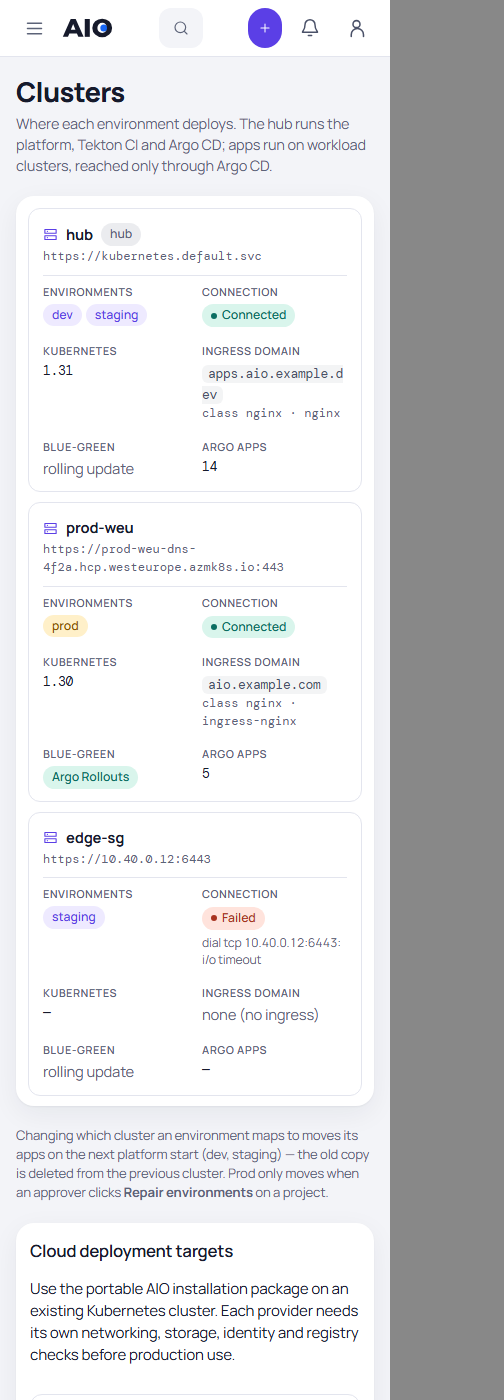 AIO
Clusters
Where each environment deploys. The hub runs the
platform, Tekton CI and Argo CD; apps run on workload
clusters, reached only through Argo CD.
hub hub
https://kubernetes.default.svc
ENVIRONMENTS CONNECTION
dev staging Connected
KUBERNETES INGRESS DOMAIN
1.31 apps.aio.example.d
ev
class nginx · nginx
BLUE-GREEN ARGO APPS
rolling update 14
prod-weu
https://prod-weu-dns-
4f2a.hcp.westeurope.azmk8s.io:443
ENVIRONMENTS CONNECTION
prod Connected
KUBERNETES INGRESS DOMAIN
1.30 aio.example.com
class nginx ·
ingress-nginx
BLUE-GREEN ARGO APPS
Argo Rollouts 5
edge-sg
https://10.40.0.12:6443
ENVIRONMENTS CONNECTION
staging Failed
dial tcp 10.40.0.12:6443:
i/o timeout
KUBERNETES INGRESS DOMAIN
— none (no ingress)
BLUE-GREEN ARGO APPS
rolling update —
Changing which cluster an environment maps to moves its
apps on the next platform start (dev, staging) — the old copy
is deleted from the previous cluster. Prod only moves when
an approver clicks Repair environments on a project.
Cloud deployment targets
Use the portable AIO installation package on an
existing Kubernetes cluster. Each provider needs
its own networking, storage, identity and registry
checks before production use.